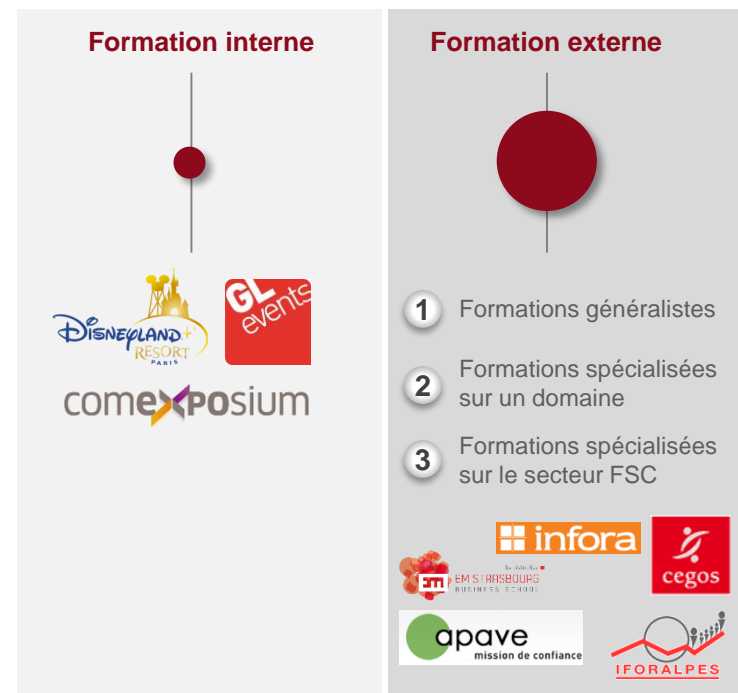 Formation interne
DISNEYLAND
RESORT
PARIS
GL
events
comexposium
Formation externe
1 Formations généralistes
2 Formations spécialisées
sur un domaine
3 Formations spécialisées
sur le secteur FSC
infora
cegos
em EM STRASBOURG
BUSINESS SCHOOL
apave
mission de confiance
IFORALPES